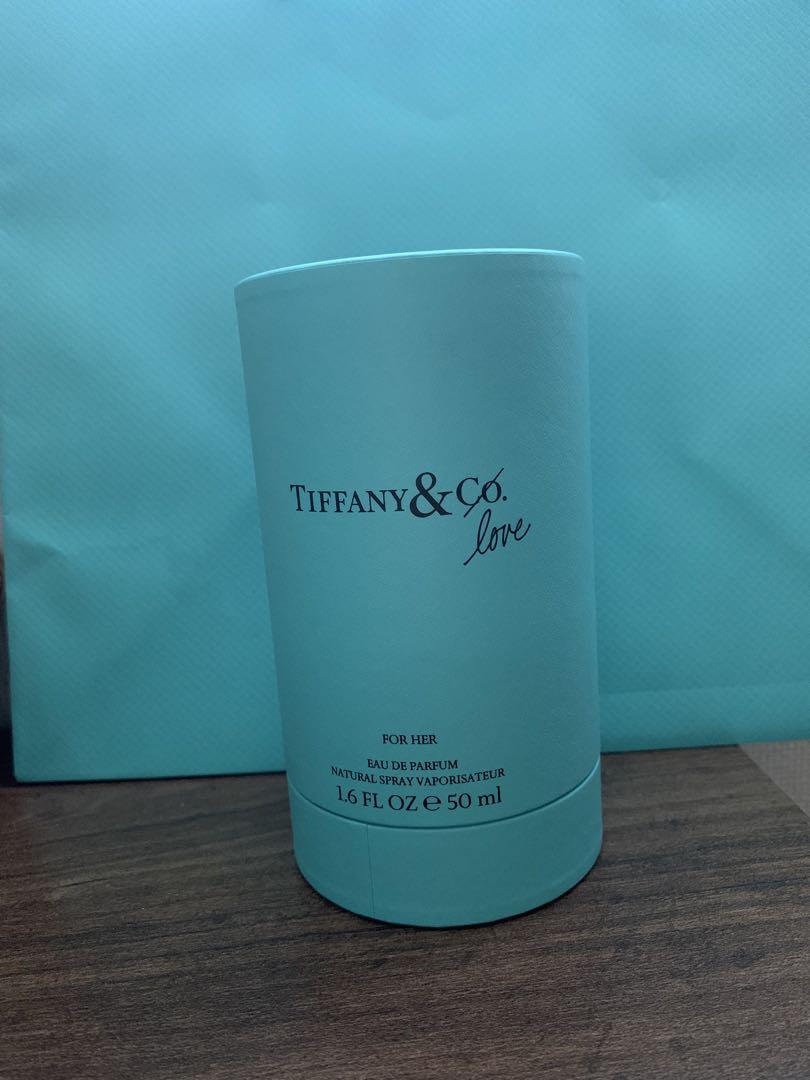 TIFFANY & Co.
love
FOR HER
EAU DE PARFUM
NATURAL SPRAY VAPORISATEUR
1.6 FL OZ ℮ 50 ml